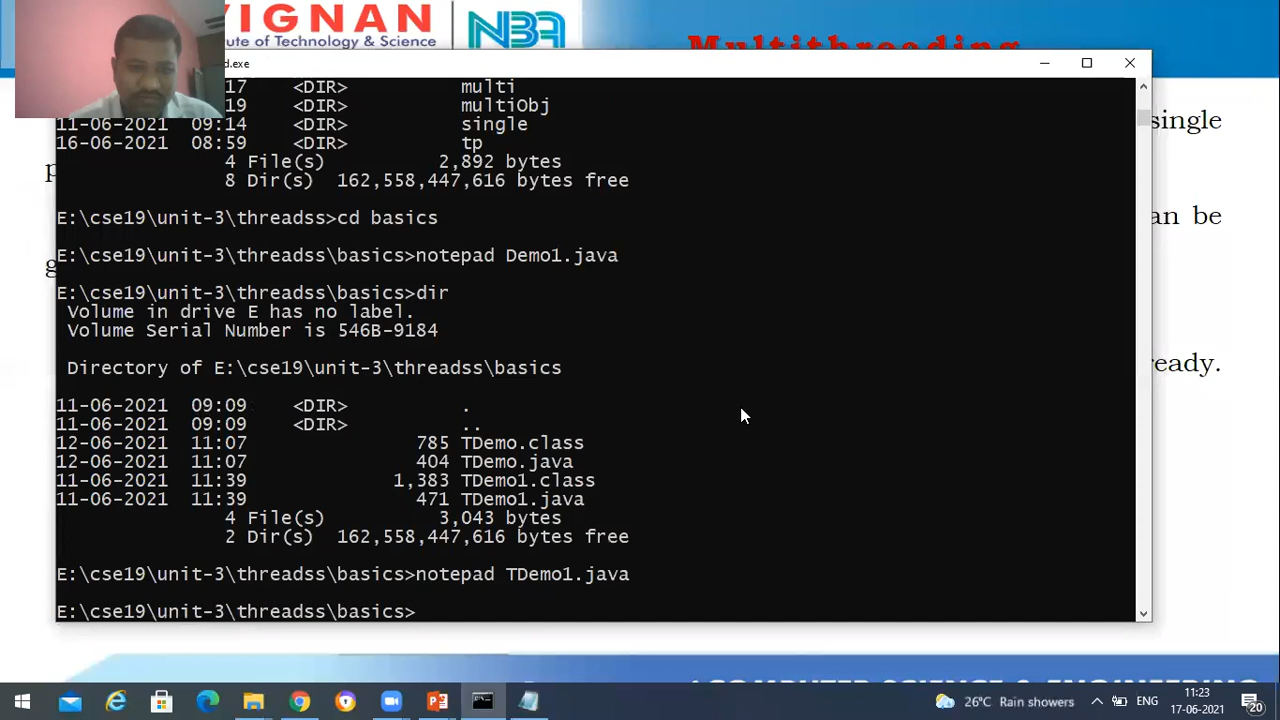 VIGNAN
ute of Technology & Science
NBA
Multithreading
d.exe
17 <DIR> multi
19 <DIR> multiObj
11-06-2021 09:14 <DIR> single
16-06-2021 08:59 <DIR> tp
4 File(s) 2,892 bytes
8 Dir(s) 162,558,447,616 bytes free
E:\cse19\unit-3\threadss>cd basics
E:\cse19\unit-3\threadss\basics>notepad Demo1.java
E:\cse19\unit-3\threadss\basics>dir
Volume in drive E has no label.
Volume Serial Number is 546B-9184
Directory of E:\cse19\unit-3\threadss\basics
11-06-2021 09:09 <DIR> .
11-06-2021 09:09 <DIR> ..
12-06-2021 11:07 785 TDemo.class
12-06-2021 11:07 404 TDemo.java
11-06-2021 11:39 1,383 TDemo1.class
11-06-2021 11:39 471 TDemo1.java
4 File(s) 3,043 bytes
2 Dir(s) 162,558,447,616 bytes free
E:\cse19\unit-3\threadss\basics>notepad TDemo1.java
E:\cse19\unit-3\threadss\basics>
single
p
an be
g
ready.
COMPUTER SCIENCE & ENGINEERING
26°C Rain showers
ENG
11:23
17-06-2021
20